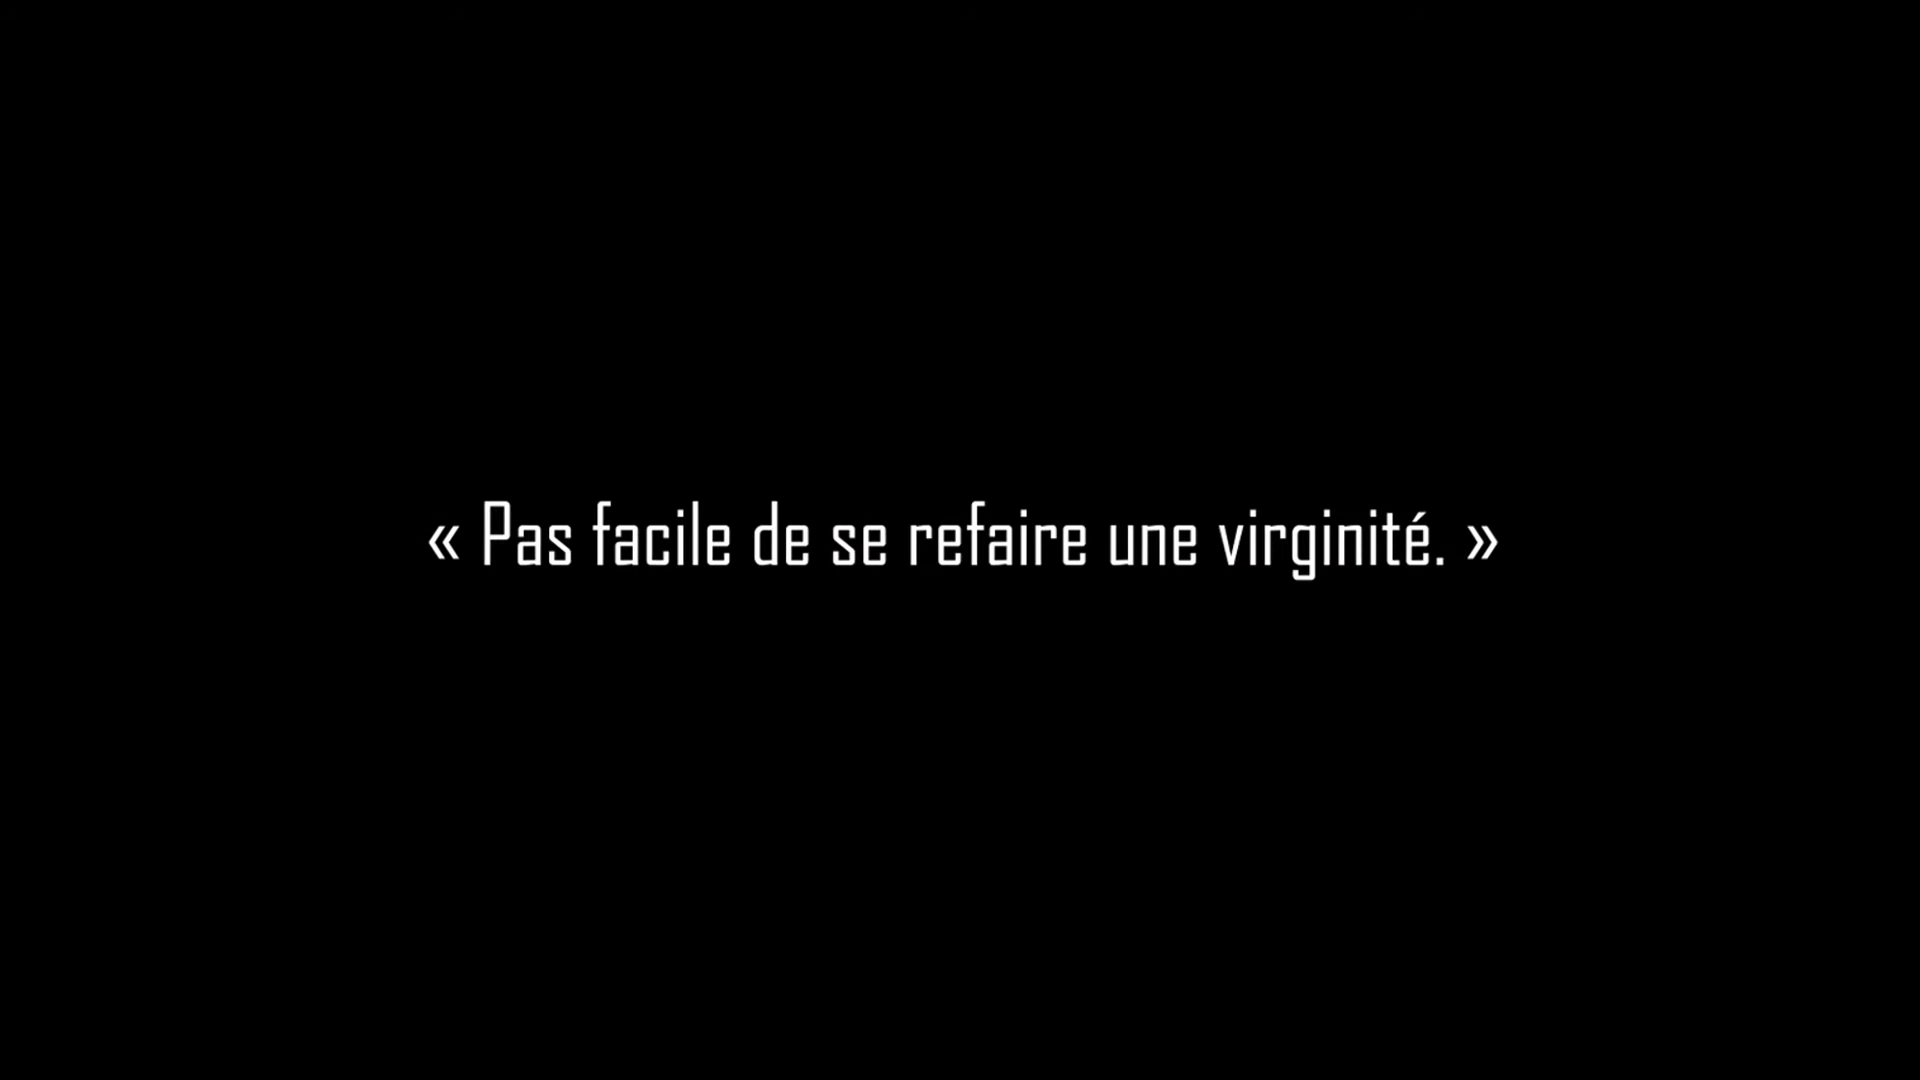 « Pas facile de se refaire une virginité. »